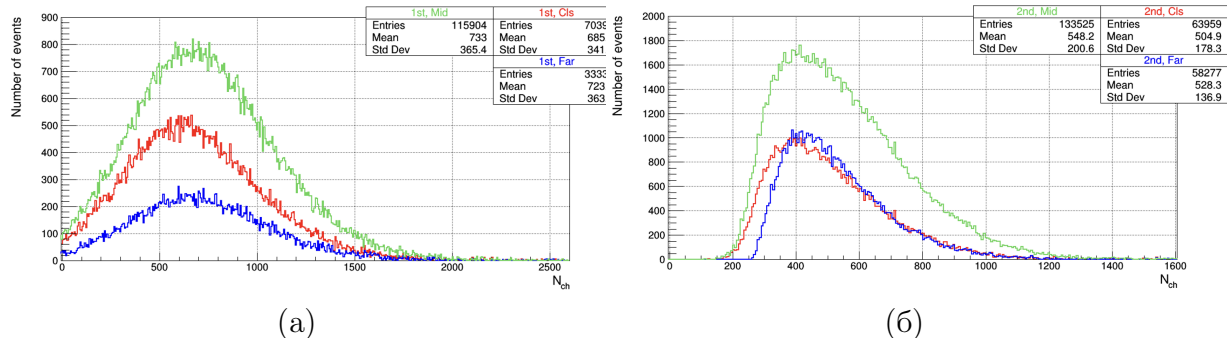 1st, Mid
Entries 115904
Mean 733
Std Dev 365.4
1st, Cls
Entries 7039
Mean 685
Std Dev 341
1st, Far
Entries 3333
Mean 723
Std Dev 363
Number of events
900
800
700
600
500
400
300
200
100
0
0 500 1000 1500 2000 2500
N_ch
(а)
2nd, Mid
Entries 133525
Mean 548.2
Std Dev 200.6
2nd, Cls
Entries 63959
Mean 504.9
Std Dev 178.3
2nd, Far
Entries 58277
Mean 528.3
Std Dev 136.9
Number of events
2000
1800
1600
1400
1200
1000
800
600
400
200
0
0 200 400 600 800 1000 1200 1400 1600
N_ch
(б)